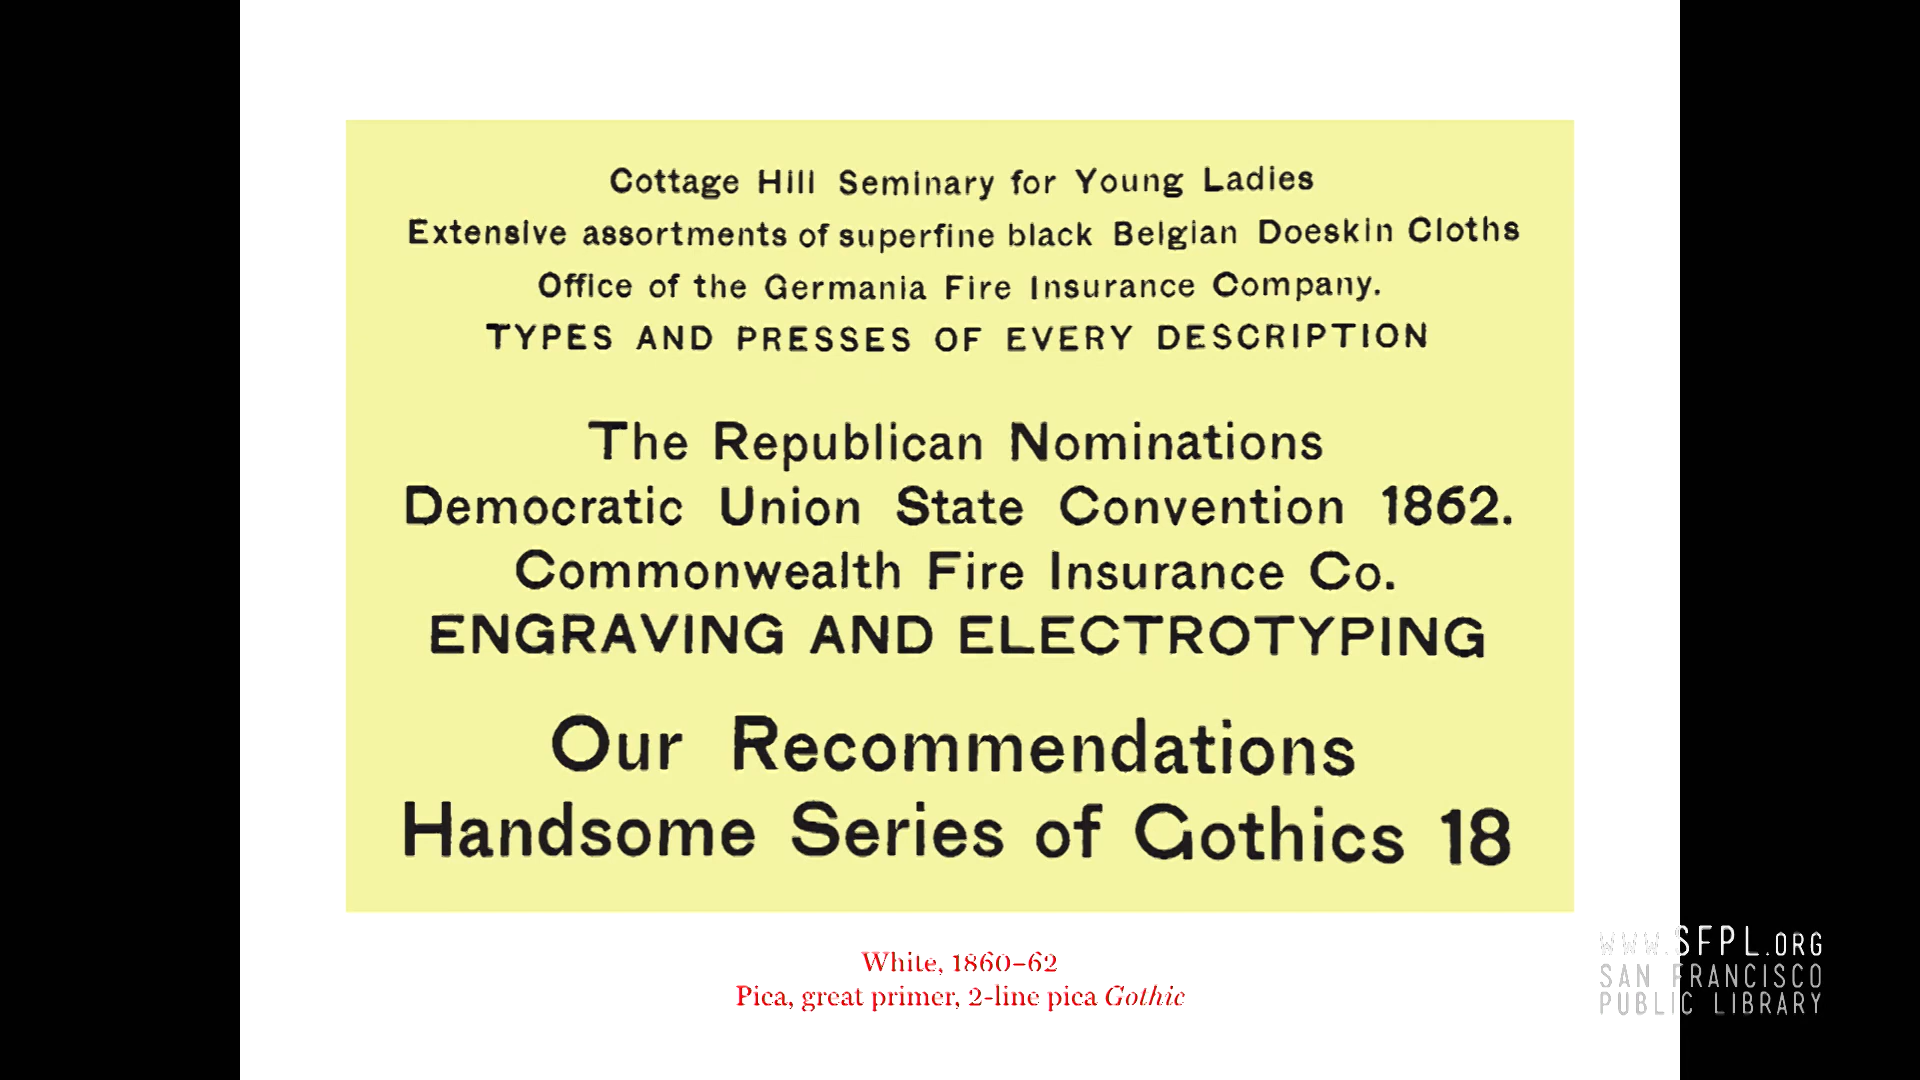 Cottage Hill Seminary for Young Ladies
Extensive assortments of superfine black Belgian Doeskin Cloths
Office of the Germania Fire Insurance Company.
TYPES AND PRESSES OF EVERY DESCRIPTION
The Republican Nominations
Democratic Union State Convention 1862.
Commonwealth Fire Insurance Co.
ENGRAVING AND ELECTROTYPING
Our Recommendations
Handsome Series of Gothics 18
White, 1860–62
Pica, great primer, 2-line pica Gothic
WWW.SFPL.ORG
SAN FRANCISCO
PUBLIC LIBRARY